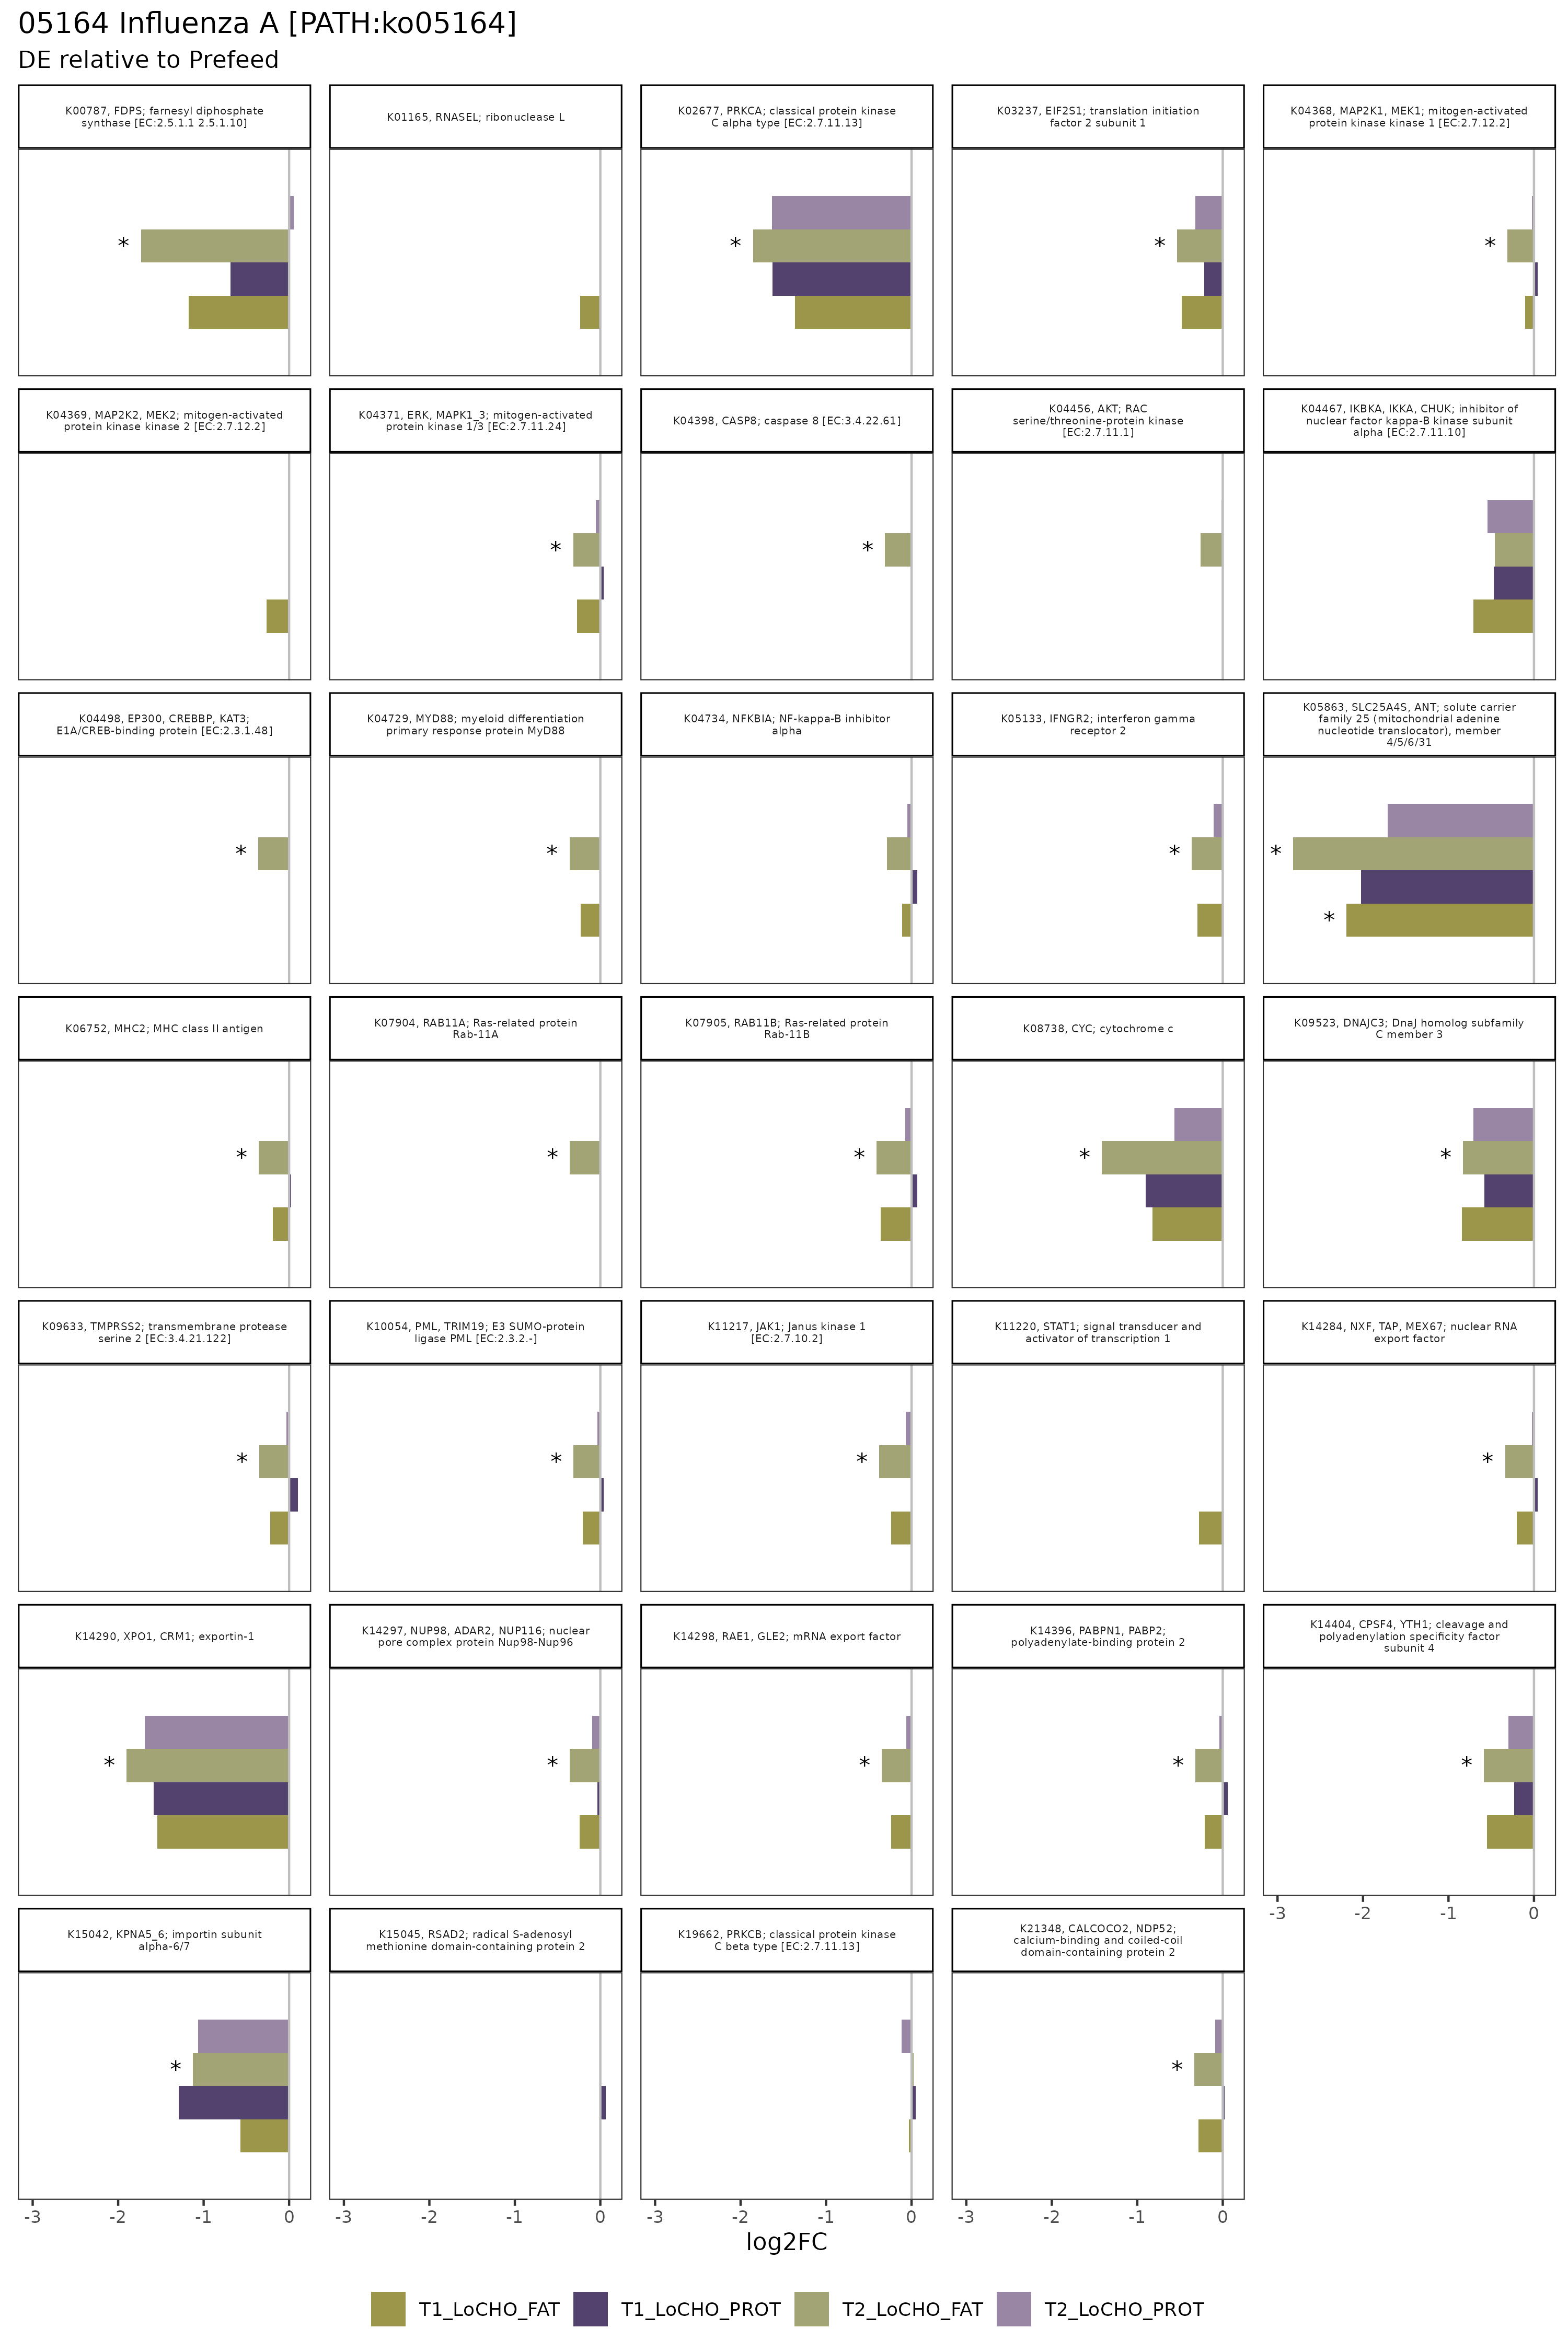 05164 Influenza A [PATH:ko05164]
DE relative to Prefeed
K00787, FDPS; farnesyl diphosphate
synthase [EC:2.5.1.1 2.5.1.10]
K01165, RNASEL; ribonuclease L
K02677, PRKCA; classical protein kinase
C alpha type [EC:2.7.11.13]
K03237, EIF2S1; translation initiation
factor 2 subunit 1
K04368, MAP2K1, MEK1; mitogen-activated
protein kinase kinase 1 [EC:2.7.12.2]
*
*
*
*
K04369, MAP2K2, MEK2; mitogen-activated
protein kinase kinase 2 [EC:2.7.12.2]
K04371, ERK, MAPK1_3; mitogen-activated
protein kinase 1/3 [EC:2.7.11.24]
K04398, CASP8; caspase 8 [EC:3.4.22.61]
K04456, AKT; RAC
serine/threonine-protein kinase
[EC:2.7.11.1]
K04467, IKBKA, IKKA, CHUK; inhibitor of
nuclear factor kappa-B kinase subunit
alpha [EC:2.7.11.10]
*
*
K04498, EP300, CREBBP, KAT3;
E1A/CREB-binding protein [EC:2.3.1.48]
K04729, MYD88; myeloid differentiation
primary response protein MyD88
K04734, NFKBIA; NF-kappa-B inhibitor
alpha
K05133, IFNGR2; interferon gamma
receptor 2
K05863, SLC25A4S, ANT; solute carrier
family 25 (mitochondrial adenine
nucleotide translocator), member
4/5/6/31
*
*
*
*
*
K06752, MHC2; MHC class II antigen
K07904, RAB11A; Ras-related protein
Rab-11A
K07905, RAB11B; Ras-related protein
Rab-11B
K08738, CYC; cytochrome c
K09523, DNAJC3; DnaJ homolog subfamily
C member 3
*
*
*
*
*
K09633, TMPRSS2; transmembrane protease
serine 2 [EC:3.4.21.122]
K10054, PML, TRIM19; E3 SUMO-protein
ligase PML [EC:2.3.2.-]
K11217, JAK1; Janus kinase 1
[EC:2.7.10.2]
K11220, STAT1; signal transducer and
activator of transcription 1
K14284, NXF, TAP, MEX67; nuclear RNA
export factor
*
*
*
*
K14290, XPO1, CRM1; exportin-1
K14297, NUP98, ADAR2, NUP116; nuclear
pore complex protein Nup98-Nup96
K14298, RAE1, GLE2; mRNA export factor
K14396, PABPN1, PABP2;
polyadenylate-binding protein 2
K14404, CPSF4, YTH1; cleavage and
polyadenylation specificity factor
subunit 4
*
*
*
*
*
-3 -2 -1 0
K15042, KPNA5_6; importin subunit
alpha-6/7
K15045, RSAD2; radical S-adenosyl
methionine domain-containing protein 2
K19662, PRKCB; classical protein kinase
C beta type [EC:2.7.11.13]
K21348, CALCOCO2, NDP52;
calcium-binding and coiled-coil
domain-containing protein 2
*
*
-3 -2 -1 0
-3 -2 -1 0
-3 -2 -1 0
-3 -2 -1 0
log2FC
T1_LoCHO_FAT T1_LoCHO_PROT T2_LoCHO_FAT T2_LoCHO_PROT